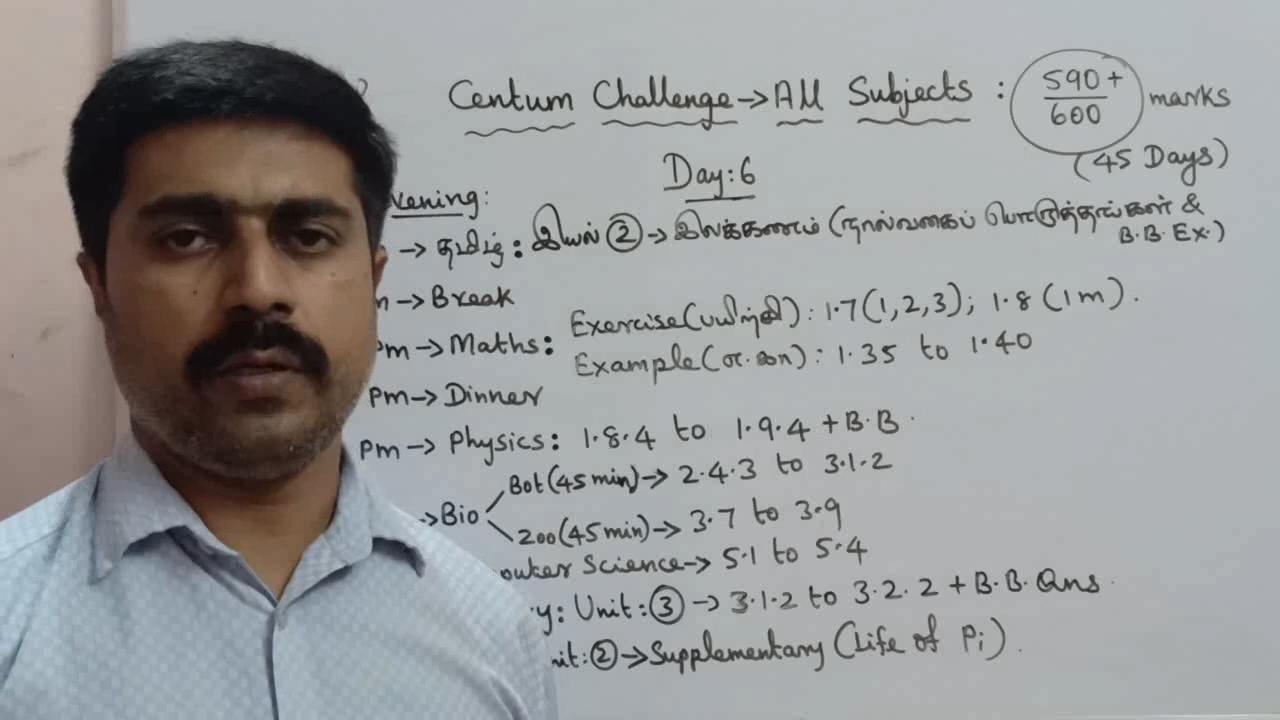 Centum Challenge → All Subjects : 590+/600 marks
(45 Days)
Day: 6
vening:
→ தமிழ் : இயல் ② → இலக்கணம் (நால்வகைப் பொருத்தங்கள் &
B.B. Ex.)
→ Break
Pm → Maths: Exercise (பயிற்சி) : 1.7 (1, 2, 3) ; 1.8 (1m).
Example (எ.கா) : 1.35 to 1.40
Pm → Dinner
Pm → Physics: 1.8.4 to 1.9.4 + B.B.
→ Bio Bot (45 min) → 2.4.3 to 3.1.2
Zoo (45 min) → 3.7 to 3.9
puter Science → 5.1 to 5.4
y: Unit: ③ → 3.1.2 to 3.2.2 + B.B. Qns.
nit: ② → Supplementary (Life of Pi).